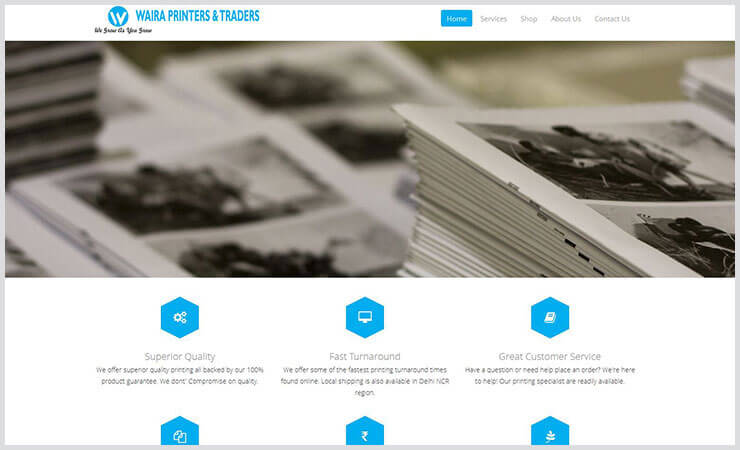 W WAIRA PRINTERS & TRADERS
We Grow As You Grow
Home Services Shop About Us Contact Us
Superior Quality
We offer superior quality printing all backed by our 100%
product guarantee. We dont' Compromise on quality.
Fast Turnaround
We offer some of the fastest printing turnaround times
found online. Local shipping is also available in Delhi NCR
region.
Great Customer Service
Have a question or need help place an order? We're here
to help! Our printing specialist are readily available.
₹